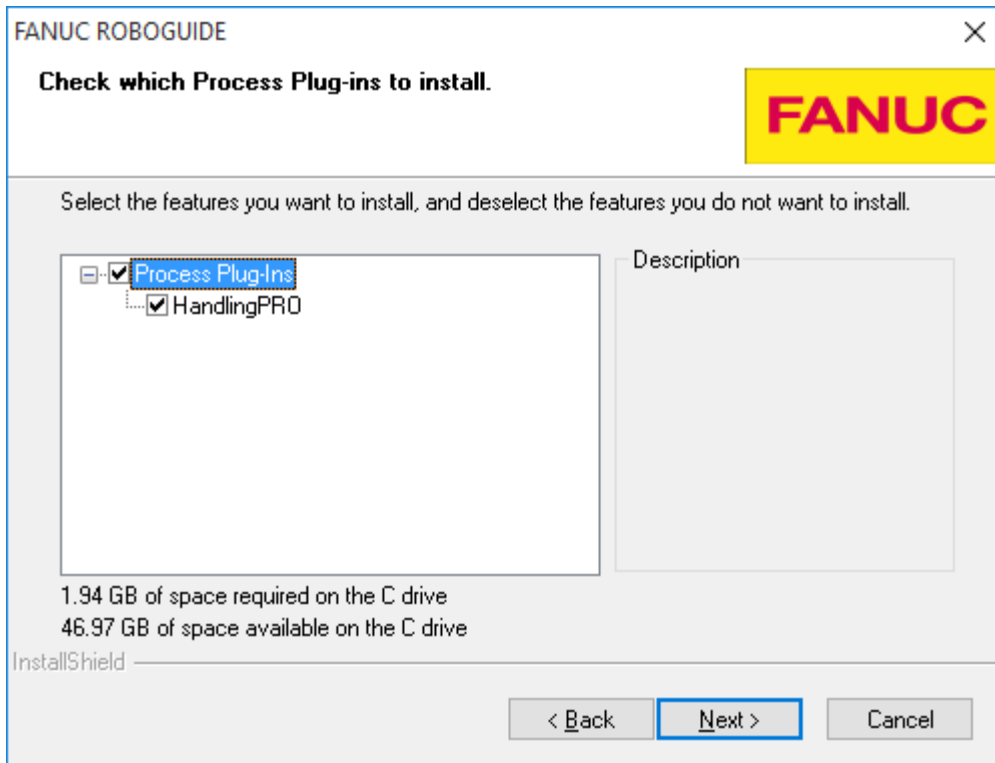 FANUC ROBOGUIDE
Check which Process Plug-ins to install.
FANUC
Select the features you want to install, and deselect the features you do not want to install.
Process Plug-Ins
HandlingPRO
Description
1.94 GB of space required on the C drive
46.97 GB of space available on the C drive
InstallShield
< Back Next > Cancel